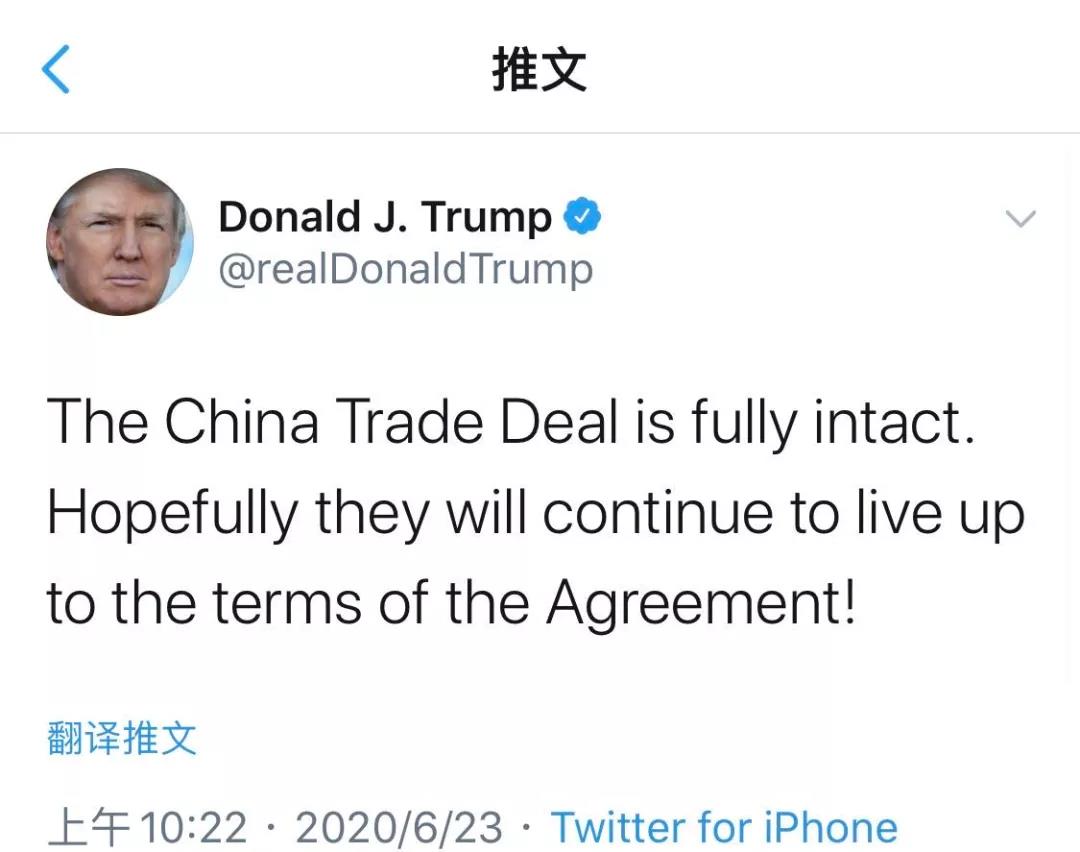 推文
Donald J. Trump
@realDonaldTrump
The China Trade Deal is fully intact.
Hopefully they will continue to live up
to the terms of the Agreement!
翻译推文
上午10:22 · 2020/6/23 · Twitter for iPhone